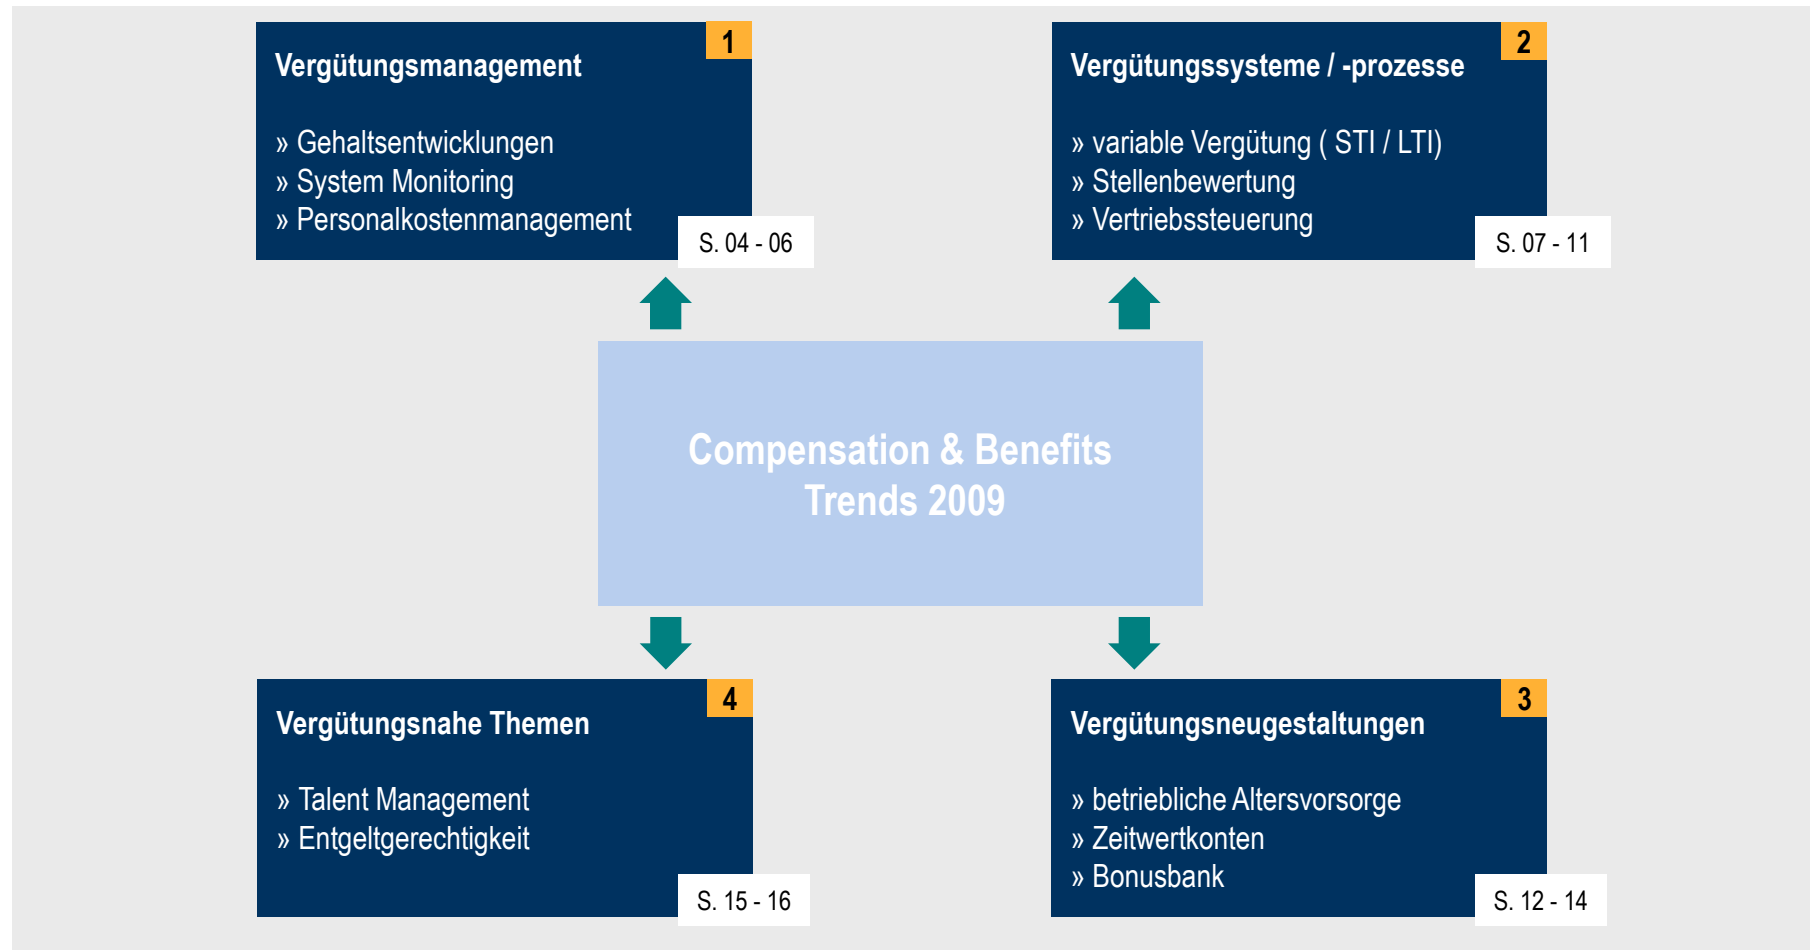 1
Vergütungsmanagement
» Gehaltsentwicklungen
» System Monitoring
» Personalkostenmanagement
S. 04 - 06
2
Vergütungssysteme / -prozesse
» variable Vergütung ( STI / LTI)
» Stellenbewertung
» Vertriebssteuerung
S. 07 - 11
Compensation & Benefits
Trends 2009
4
Vergütungsnahe Themen
» Talent Management
» Entgeltgerechtigkeit
S. 15 - 16
3
Vergütungsneugestaltungen
» betriebliche Altersvorsorge
» Zeitwertkonten
» Bonusbank
S. 12 - 14